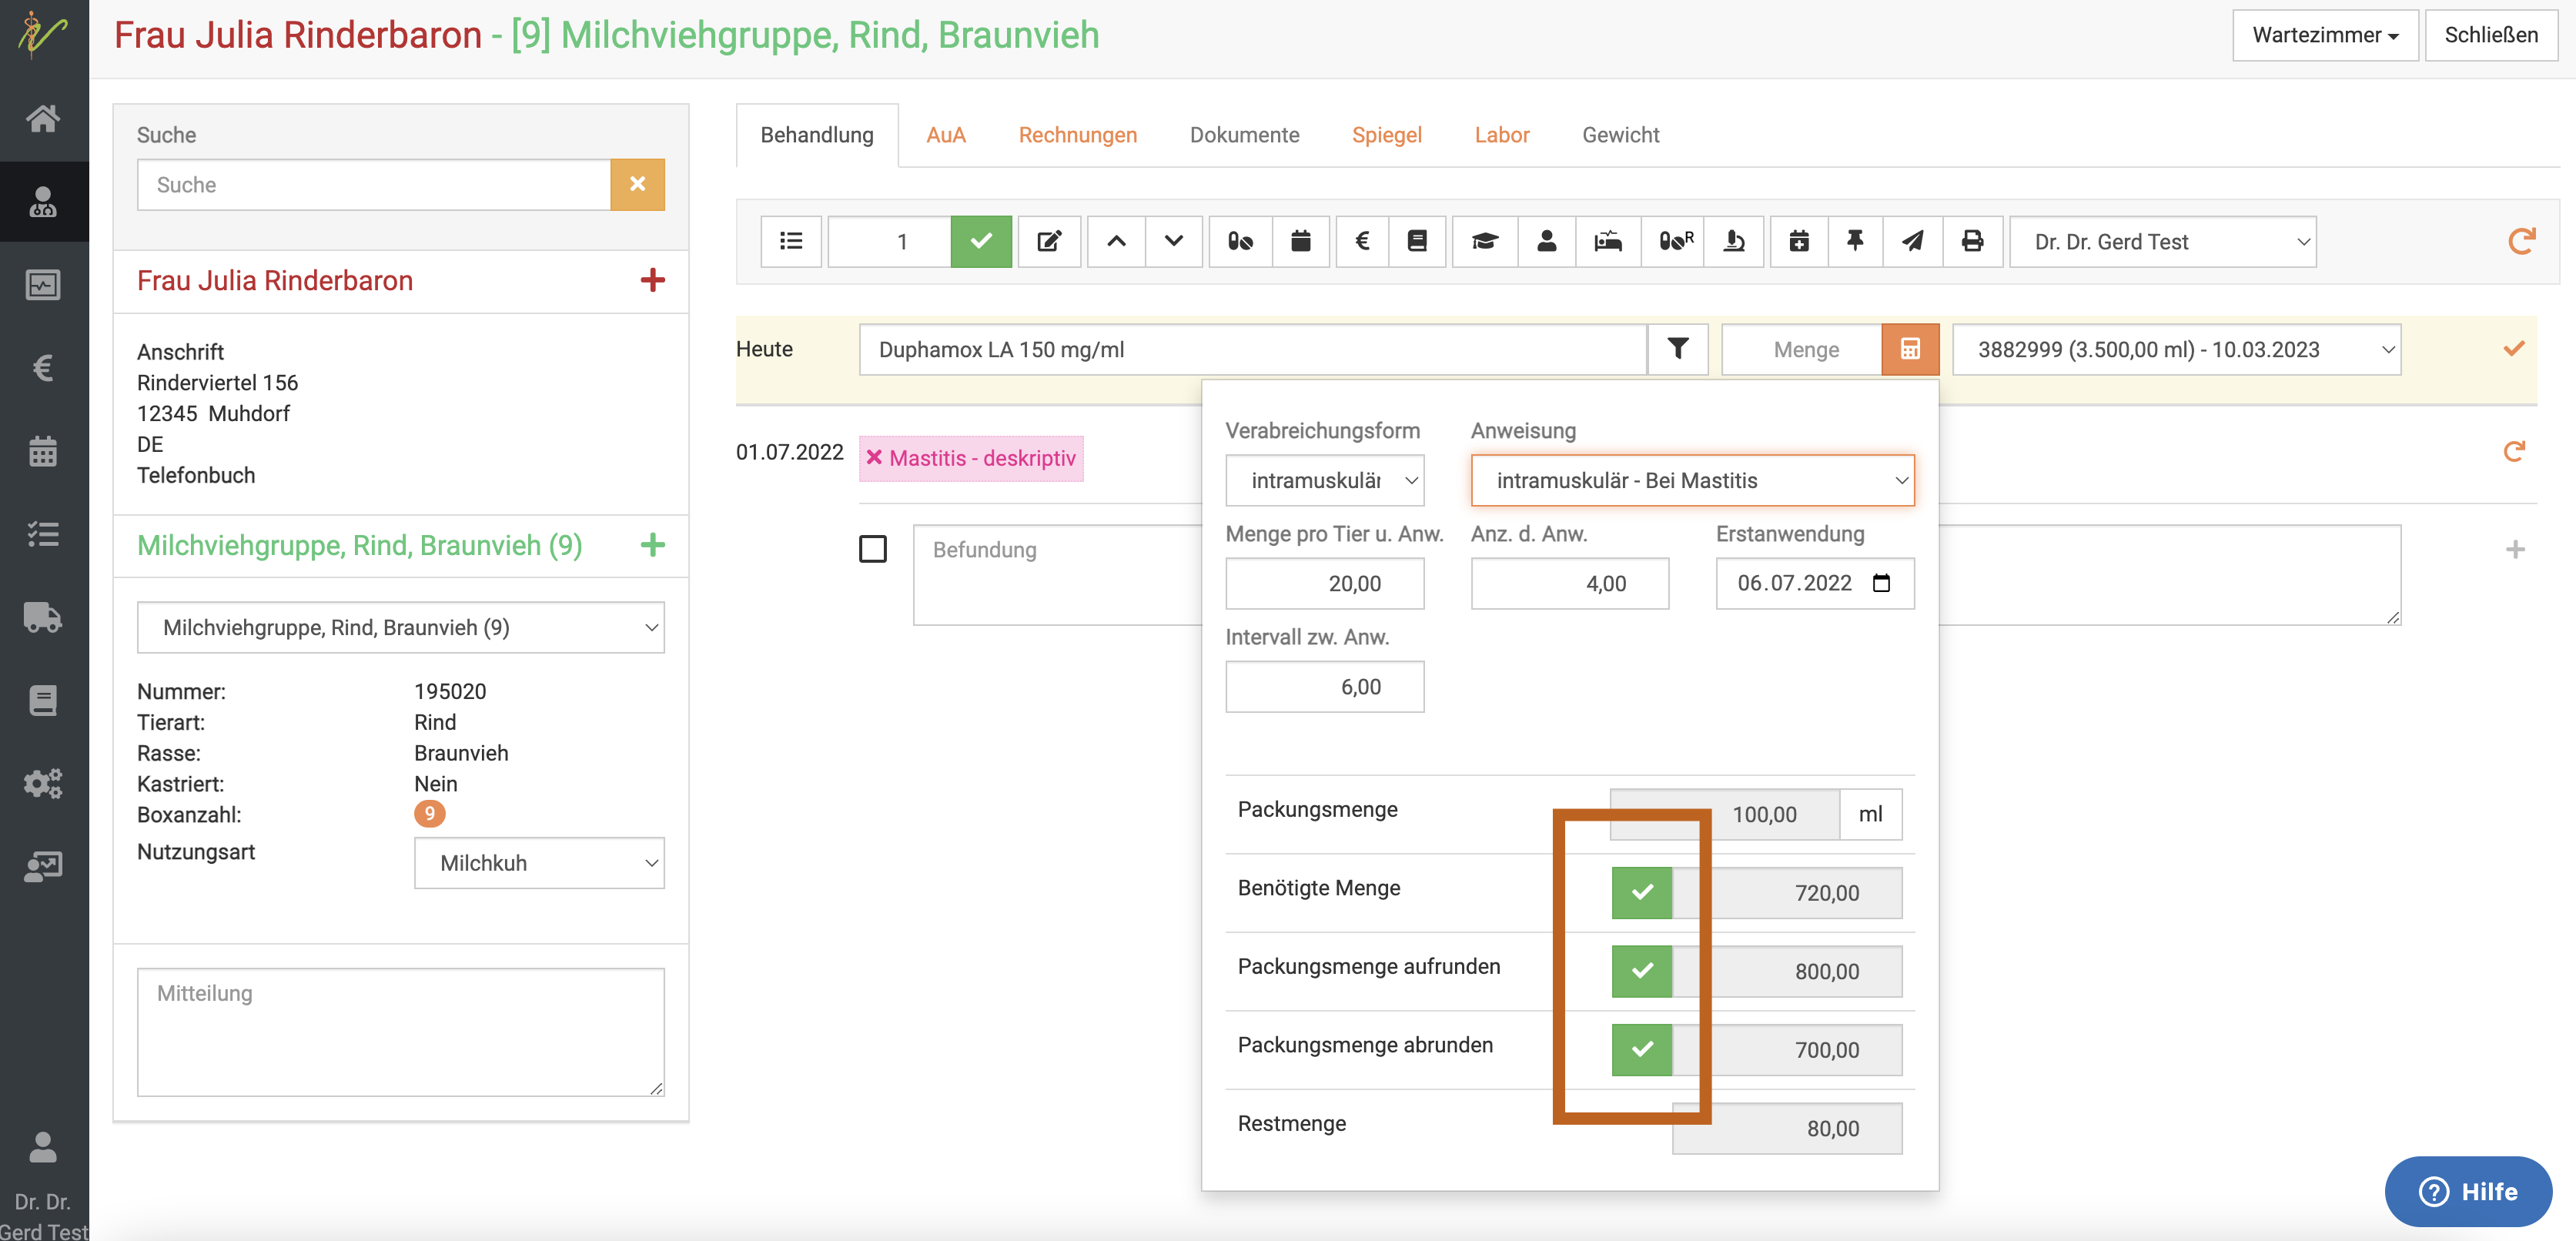 Frau Julia Rinderbaron - [9] Milchviehgruppe, Rind, Braunvieh
Wartezimmer
Schließen
Suche
Suche
Frau Julia Rinderbaron
Anschrift
Rinderviertel 156
12345 Muhdorf
DE
Telefonbuch
Milchviehgruppe, Rind, Braunvieh (9)
Milchviehgruppe, Rind, Braunvieh (9)
Nummer: 195020
Tierart: Rind
Rasse: Braunvieh
Kastriert: Nein
Boxanzahl: 9
Nutzungsart Milchkuh
Mitteilung
Dr. Dr.
Gerd Test
Behandlung AuA Rechnungen Dokumente Spiegel Labor Gewicht
1
R
Dr. Dr. Gerd Test
Heute Duphamox LA 150 mg/ml Menge 3882999 (3.500,00 ml) - 10.03.2023
01.07.2022 Mastitis - deskriptiv
Befundung
Verabreichungsform Anweisung
intramuskulär intramuskulär - Bei Mastitis
Menge pro Tier u. Anw. Anz. d. Anw. Erstanwendung
20,00 4,00 06.07.2022
Intervall zw. Anw.
6,00
Packungsmenge 100,00 ml
Benötigte Menge 720,00
Packungsmenge aufrunden 800,00
Packungsmenge abrunden 700,00
Restmenge 80,00
? Hilfe